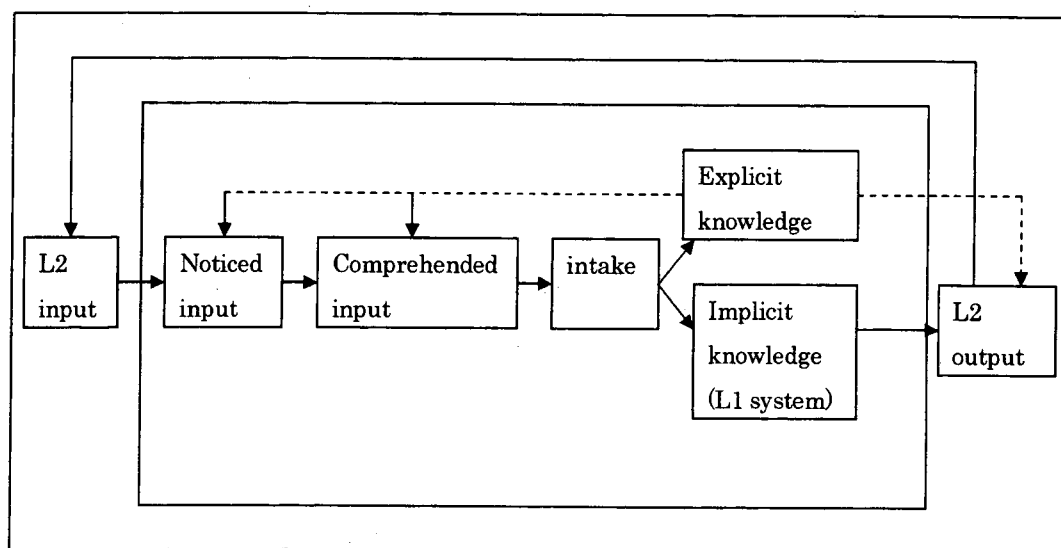 Explicit
knowledge
L2
input
Noticed
input
Comprehended
input
intake
Implicit
knowledge
(L1 system)
L2
output